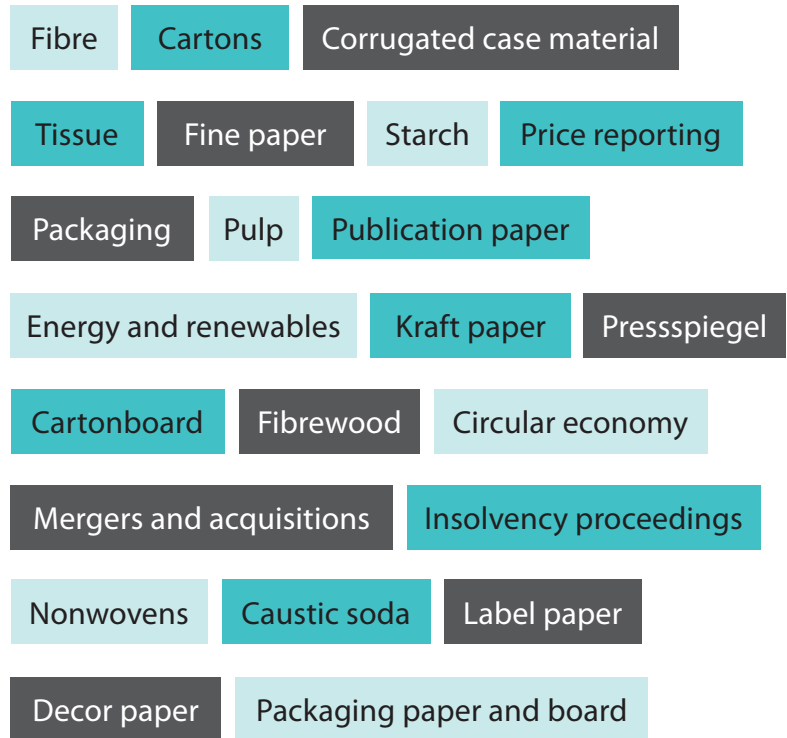 Fibre Cartons Corrugated case material
Tissue Fine paper Starch Price reporting
Packaging Pulp Publication paper
Energy and renewables Kraft paper Pressspiegel
Cartonboard Fibrewood Circular economy
Mergers and acquisitions Insolvency proceedings
Nonwovens Caustic soda Label paper
Decor paper Packaging paper and board